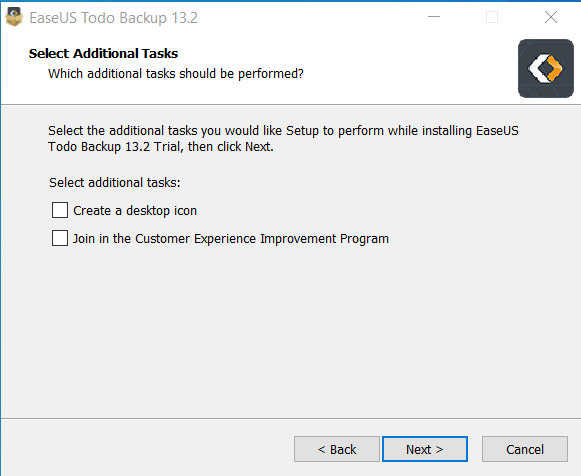 EaseUS Todo Backup 13.2
Select Additional Tasks
Which additional tasks should be performed?
Select the additional tasks you would like Setup to perform while installing EaseUS
Todo Backup 13.2 Trial, then click Next.
Select additional tasks:
Create a desktop icon
Join in the Customer Experience Improvement Program
< Back
Next >
Cancel